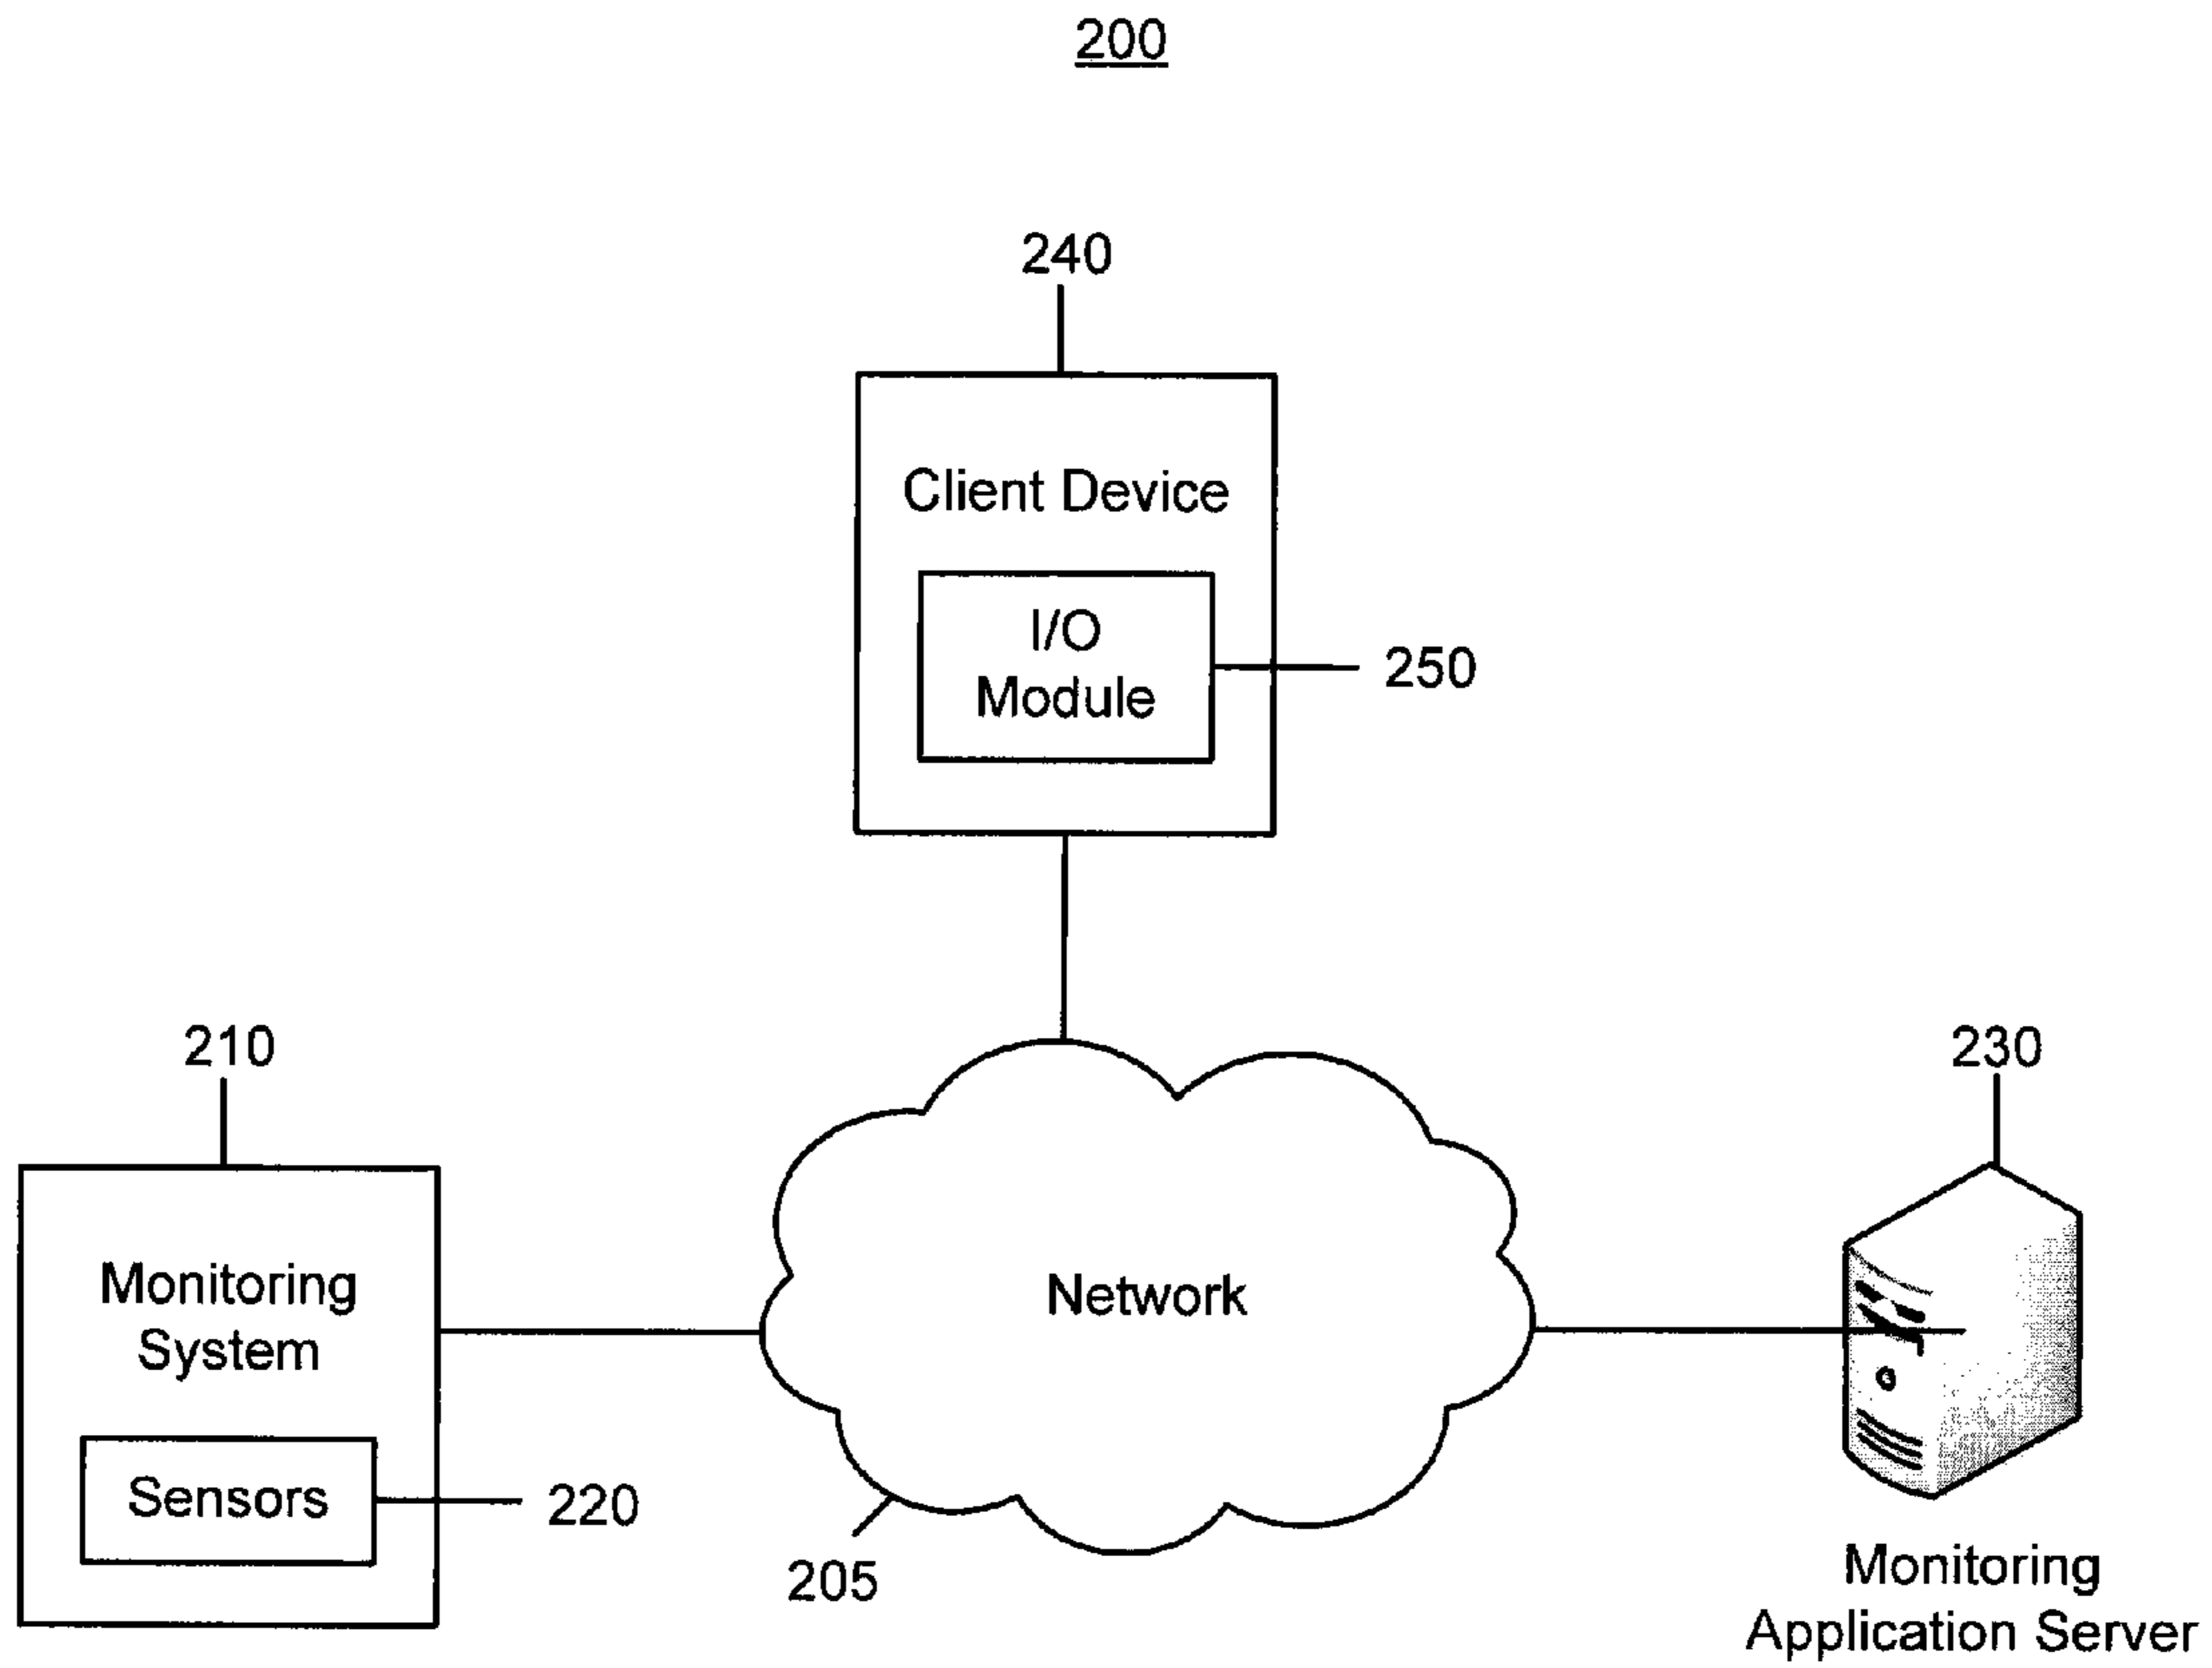 200
240
Client Device
I/O
Module
250
210
230
Monitoring
System
Network
Sensors
220
205
Monitoring
Application Server